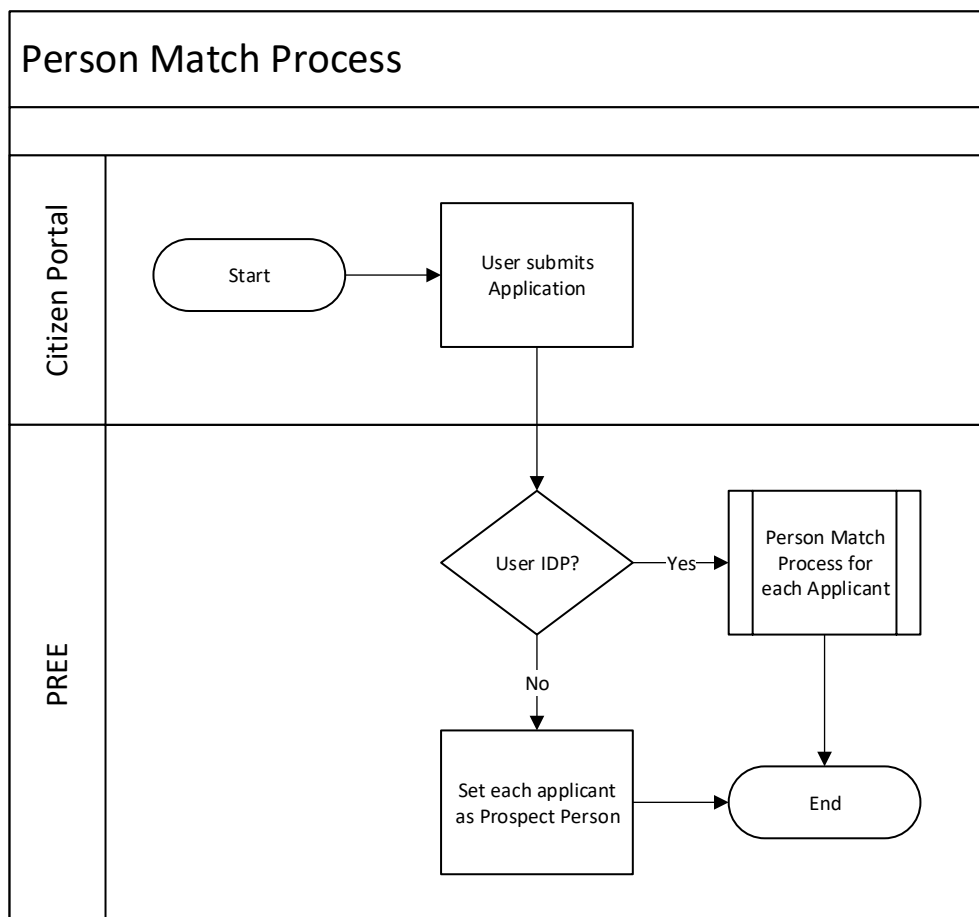 Person Match Process
Citizen Portal
Start
User submits
Application
PREE
User IDP?
Yes
Person Match
Process for
each Applicant
No
Set each applicant
as Prospect Person
End